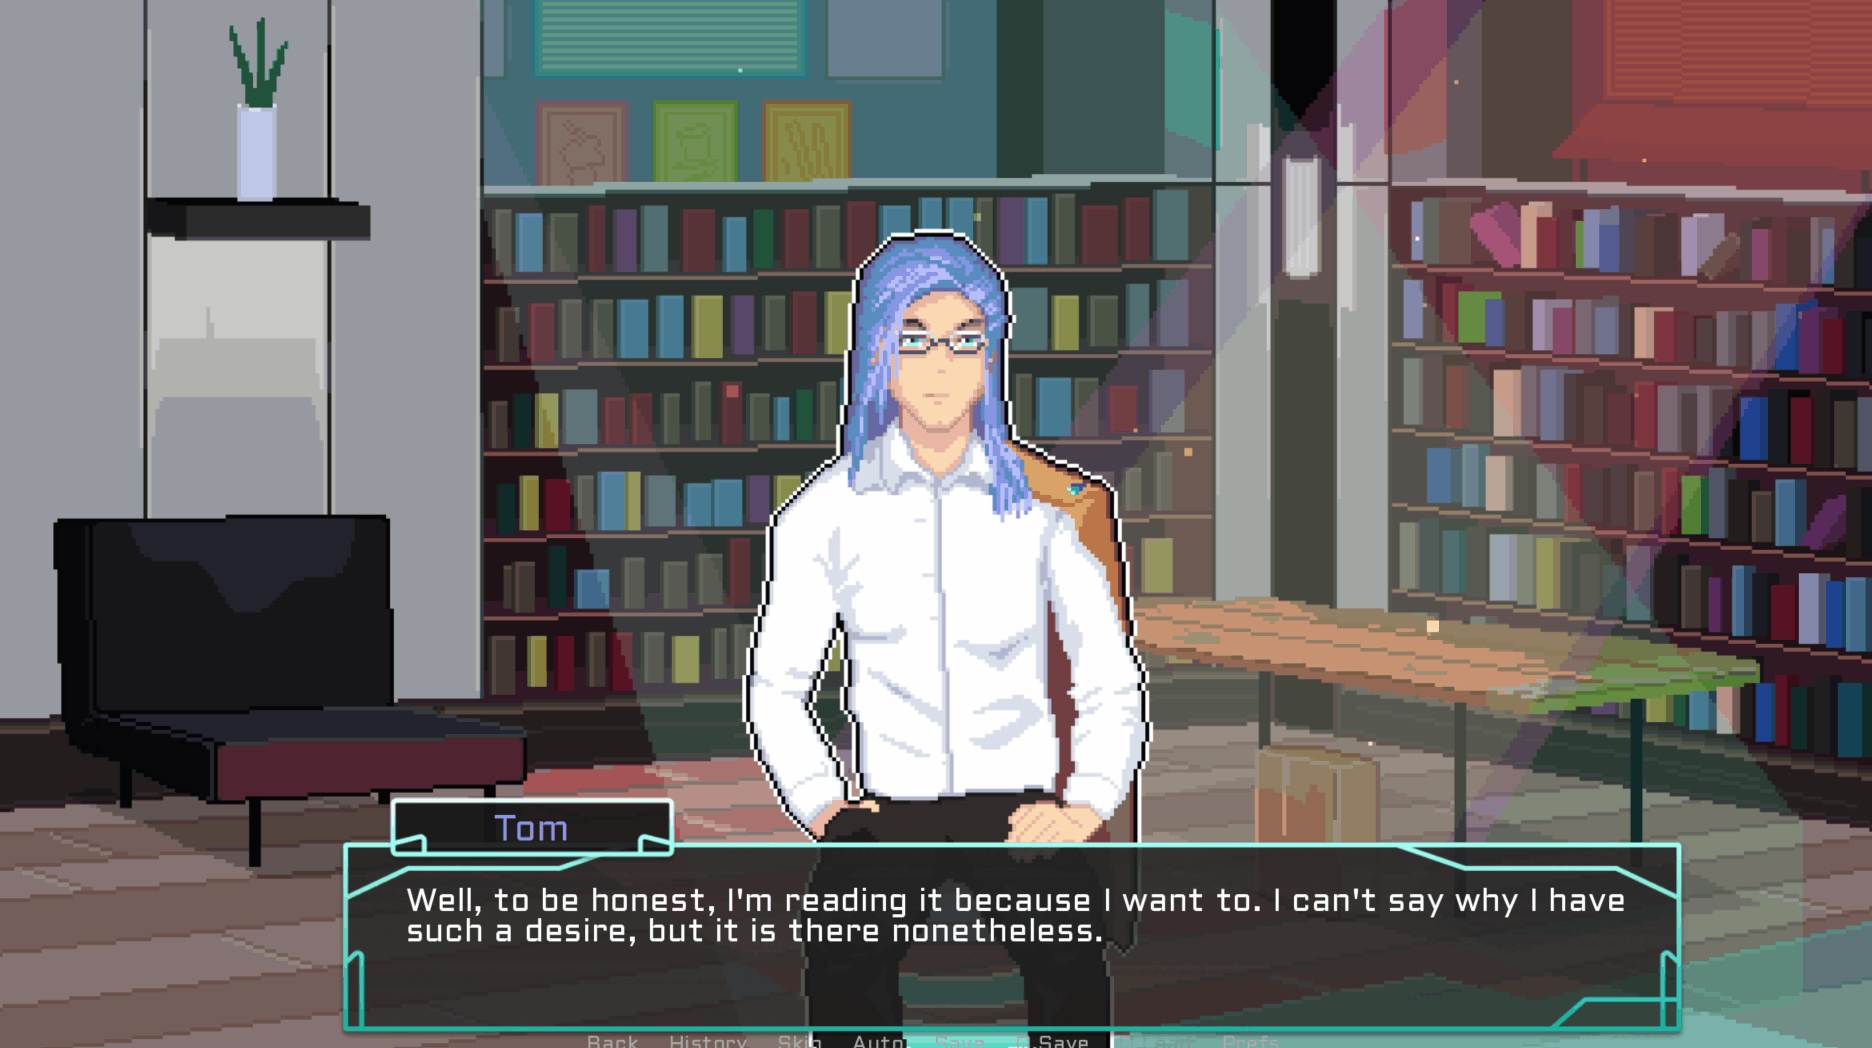 Tom
Well, to be honest, I'm reading it because I want to. I can't say why I have
such a desire, but it is there nonetheless.
Back History Skip Auto Save Q.Save Prefs